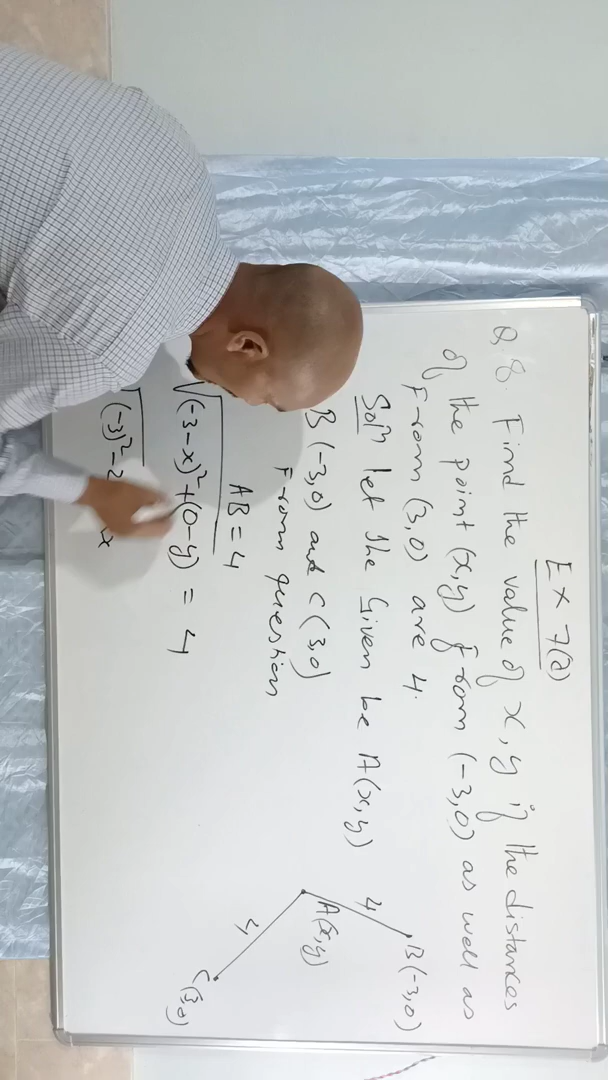 Ex 7(a)
Q 8. Find the value of x, y if the distances
of the point (x,y) from (-3,0) as well as
from (3,0) are 4.
Soln let the Given be A(x,y)
B(-3,0) and C(3,0)
From question
AB = 4
√(-3-x)²+(0-y) = 4
√(-3)²-2
B(-3,0)
4
A(x,y)
4
C(3,0)